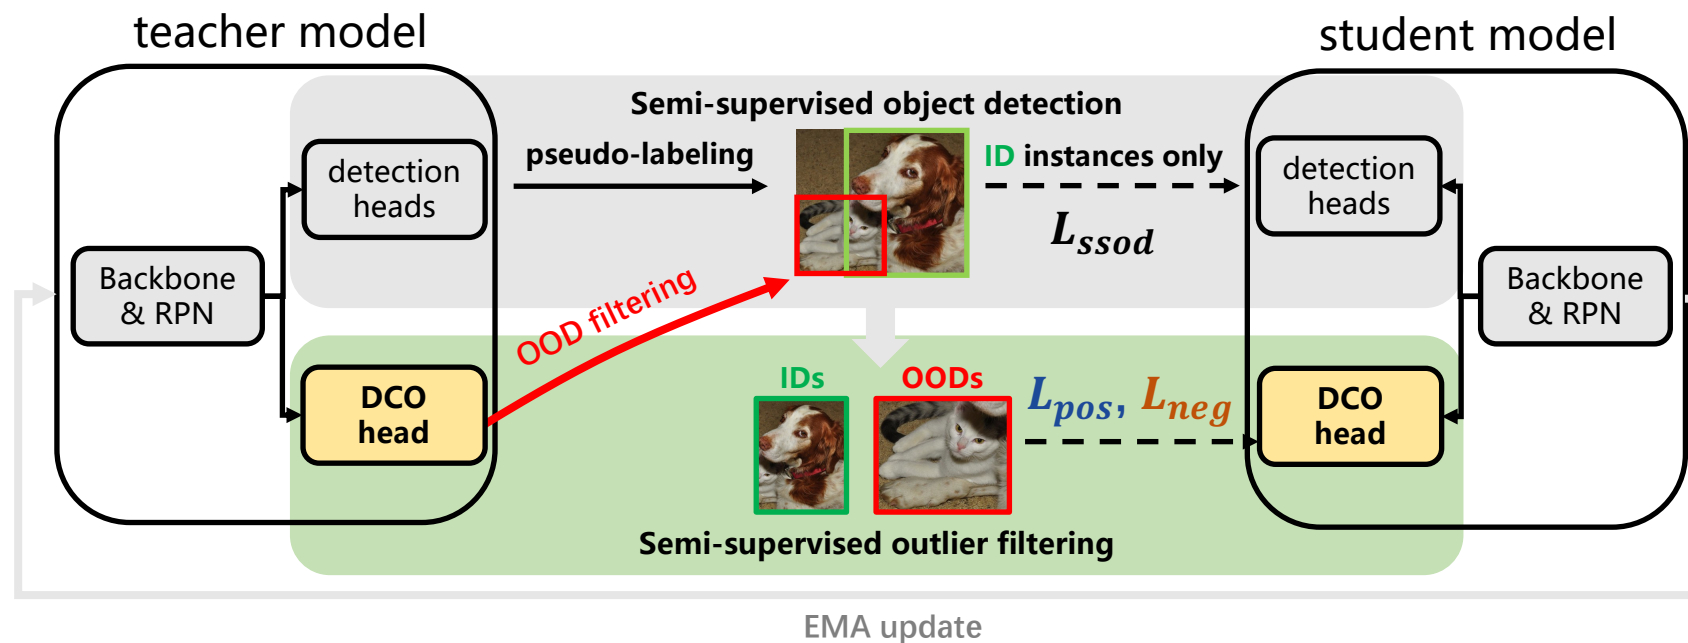 teacher model
student model
Semi-supervised object detection
detection
heads
pseudo-labeling
ID instances only
L_ssod
detection
heads
Backbone
& RPN
OOD filtering
Backbone
& RPN
DCO
head
IDs
OODs
L_pos, L_neg
DCO
head
Semi-supervised outlier filtering
EMA update